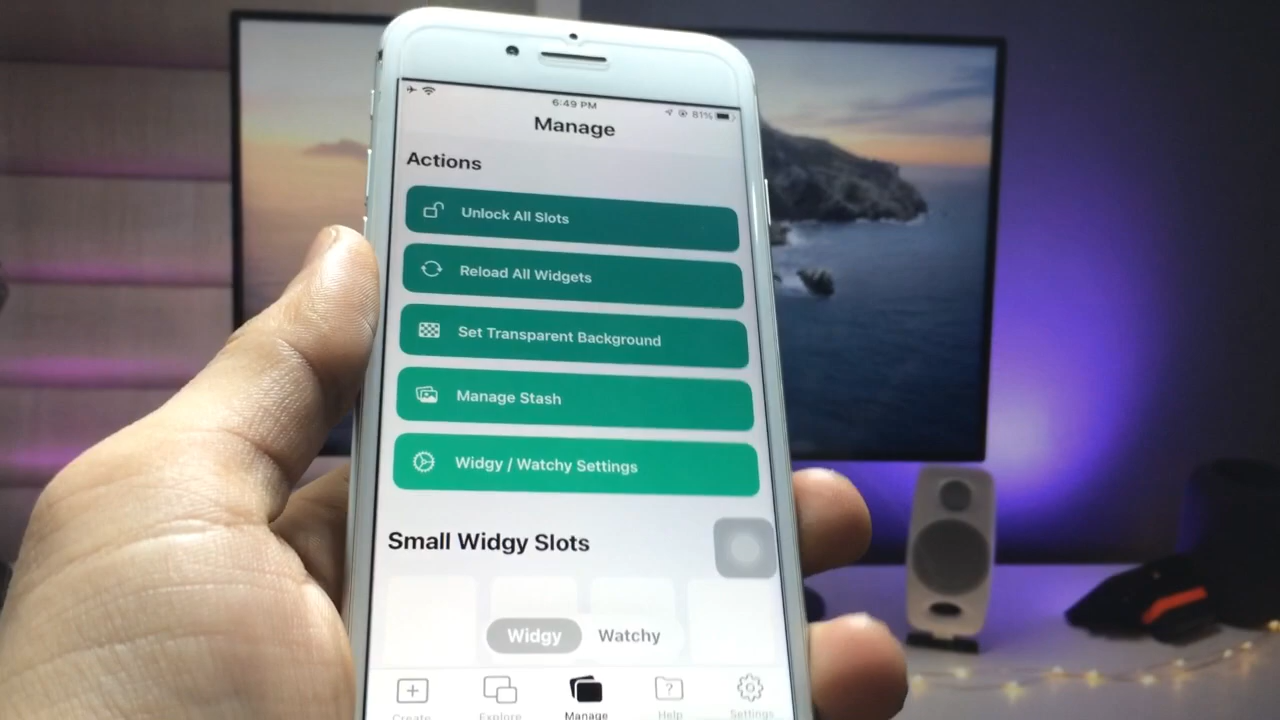 6:49 PM
81%
Manage
Actions
Unlock All Slots
Reload All Widgets
Set Transparent Background
Manage Stash
Widgy / Watchy Settings
Small Widgy Slots
Widgy Watchy
Create Explore Manage Help Settings